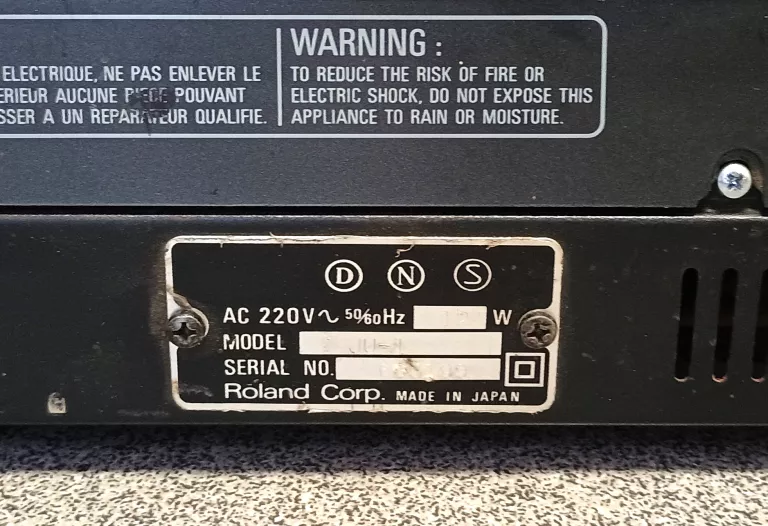 ELECTRIQUE, NE PAS ENLEVER LE
ERIEUR AUCUNE PIECE POUVANT
SSER A UN REPARATEUR QUALIFIE.
WARNING :
TO REDUCE THE RISK OF FIRE OR
ELECTRIC SHOCK, DO NOT EXPOSE THIS
APPLIANCE TO RAIN OR MOISTURE.
D N S
AC 220V~ 50/60Hz W
MODEL
SERIAL NO.
Roland Corp. MADE IN JAPAN